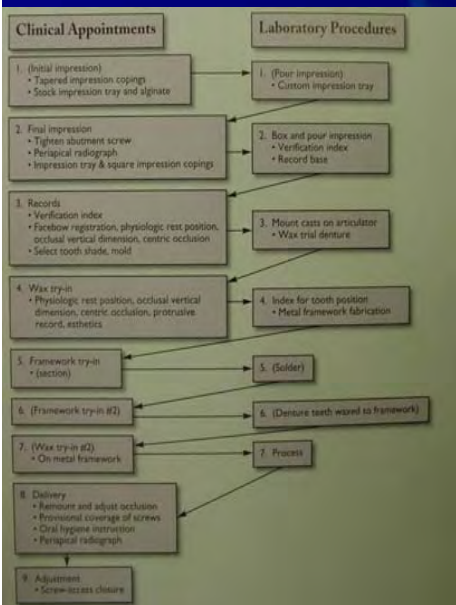 Clinical Appointments
Laboratory Procedures
1. (Initial impression)
• Tapered impression copings
• Stock impression tray and alginate
1. (Pour impression)
• Custom impression tray
2. Final impression
• Tighten abutment screw
• Periapical radiograph
• Impression tray & square impression copings
2. Box and pour impression
• Verification index
• Record base
3. Records
• Verification index
• Facebow registration, physiologic rest position,
occlusal vertical dimension, centric occlusion
• Select tooth shade, mold
3. Mount casts on articulator
• Wax trial denture
4. Wax try-in
• Physiologic rest position, occlusal vertical
dimension, centric occlusion, protrusive
record, esthetics
4. Index for tooth position
• Metal framework fabrication
5. Framework try-in
• (section)
5. (Solder)
6. (Framework try-in #2)
6. (Denture teeth waxed to framework)
7. (Wax try-in #2)
• On metal framework
7. Process
8. Delivery
• Remount and adjust occlusion
• Provisional coverage of screws
• Oral hygiene instruction
• Periapical radiograph
9. Adjustment
• Screw-access closure